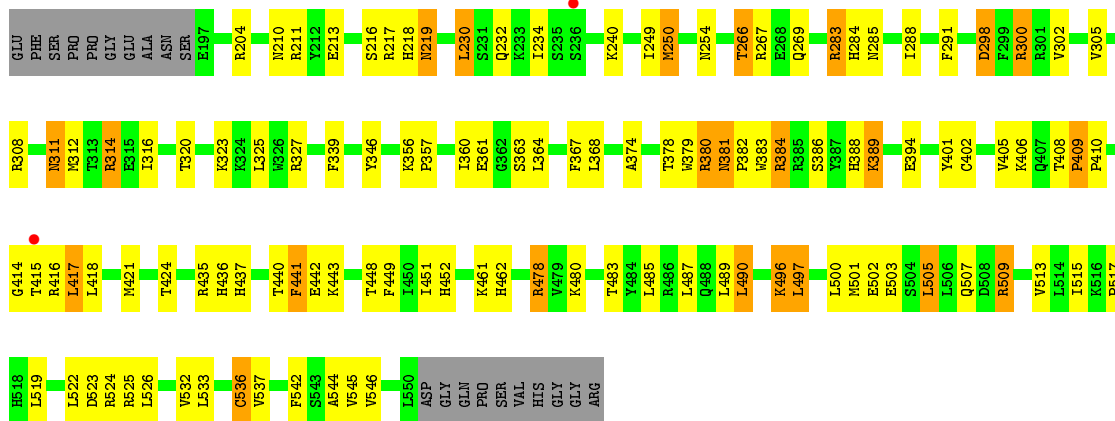 GLU PHE SER PRO PRO GLY GLU ALA ASN SER E197 R204 N210 R211 Y212 E213 S216 R217 H218 N219 L230 S231 Q232 K233 I234 S235 S236 K240 I249 M250 N254 T266 R267 E268 Q269 R283 H284 N285 I288 F291 D298 F299 R300 R301 V302 V305
R308 N311 M312 T313 R314 E315 I316 T320 K323 K324 L325 W326 R327 F339 Y346 K356 P357 I360 E361 G362 S363 L364 F367 L368 A374 T378 W379 R380 N381 P382 W383 R384 R385 S386 Y387 H388 K389 E394 Y401 C402 V405 K406 Q407 T408 P409 P410
G414 T415 R416 L417 L418 M421 T424 R435 H436 H437 T440 F441 E442 K443 T448 F449 I450 I451 H452 K461 H462 R478 V479 K480 T483 Y484 L485 R486 L487 Q488 L489 L490 K496 L497 L500 M501 E502 E503 S504 L505 L506 Q507 D508 R509 V513 L514 I515 K516 P517
H518 L519 L522 D523 R524 R525 L526 V532 L533 C536 V537 F542 S543 A544 V545 V546 L550 ASP GLY GLN PRO SER VAL HIS GLY GLY ARG